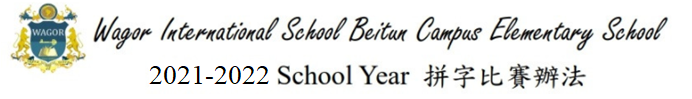 WAGOR
Wagor International School Beitun Campus Elementary School
2021-2022 School Year 拼字比賽辦法